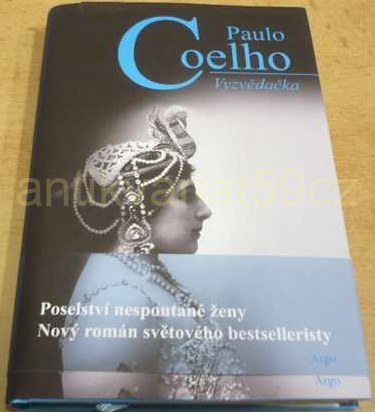 Paulo
Coelho
Vyzvědačka
antikvariat59cz
Poselství nespoutané ženy
Nový román světového bestselleristy
Argo
Argo